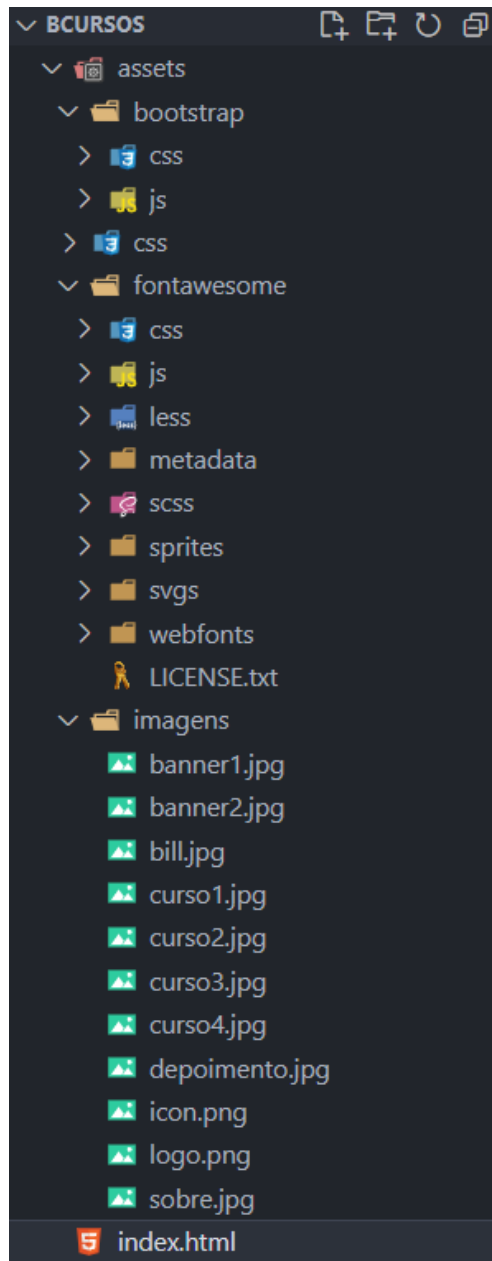 BCURSOS
assets
bootstrap
css
js
css
fontawesome
css
js
less
metadata
scss
sprites
svgs
webfonts
LICENSE.txt
imagens
banner1.jpg
banner2.jpg
bill.jpg
curso1.jpg
curso2.jpg
curso3.jpg
curso4.jpg
depoimento.jpg
icon.png
logo.png
sobre.jpg
index.html